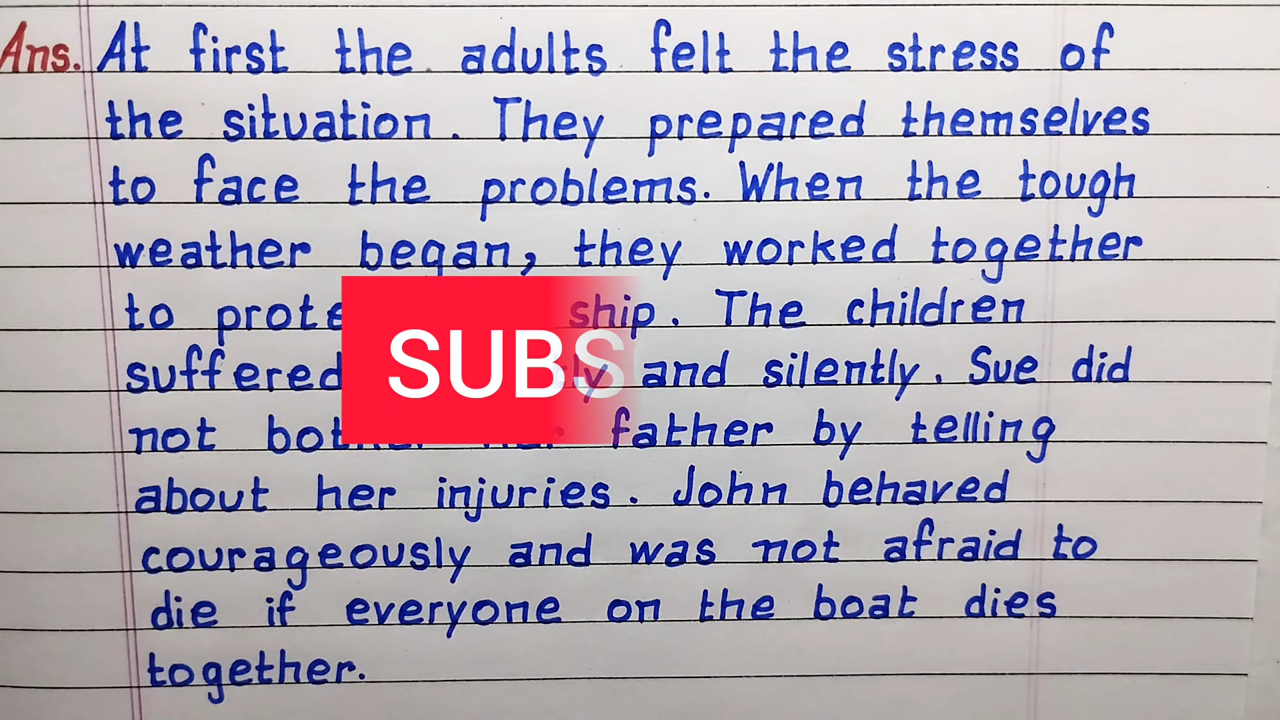 Ans. At first the adults felt the stress of
the situation. They prepared themselves
to face the problems. When the tough
weather began, they worked together
to prote ship. The children
suffered ly and silently. Sue did
not bother her father by telling
about her injuries. John behaved
courageously and was not afraid to
die if everyone on the boat dies
together.
SUBS